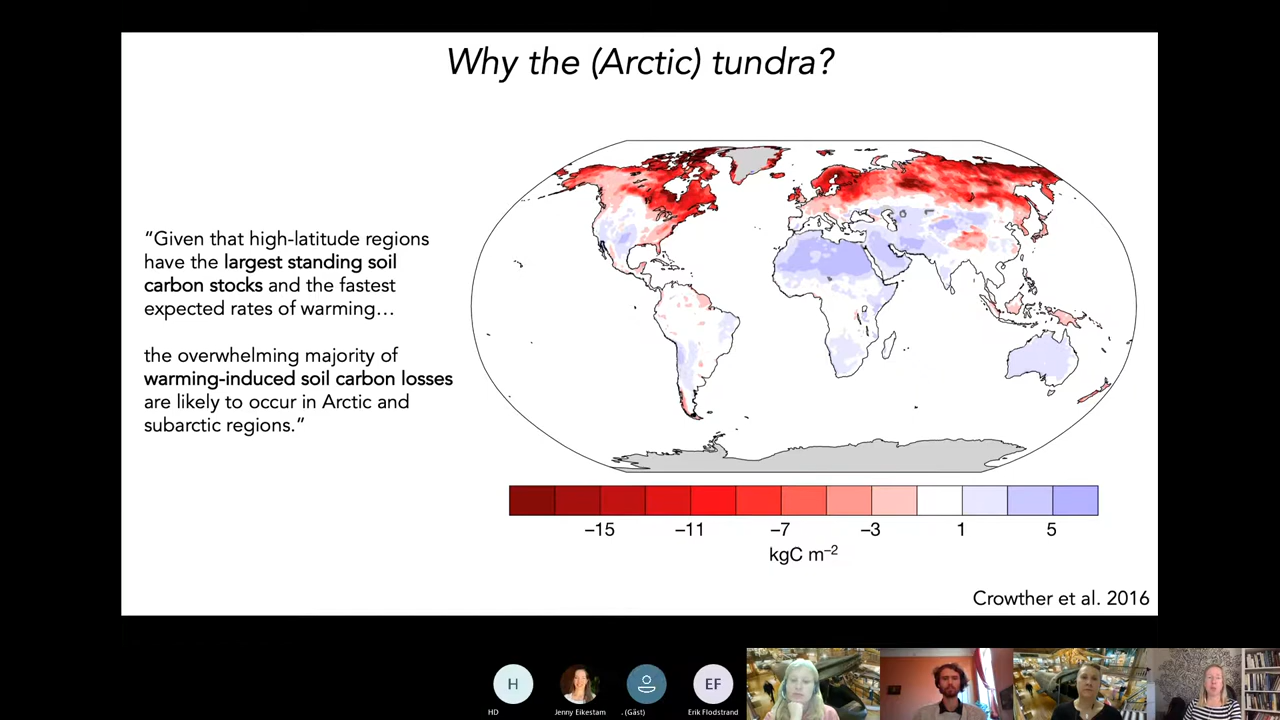 Why the (Arctic) tundra?
“Given that high-latitude regions
have the largest standing soil
carbon stocks and the fastest
expected rates of warming…
the overwhelming majority of
warming-induced soil carbon losses
are likely to occur in Arctic and
subarctic regions.”
−15 −11 −7 −3 1 5
kgC m−2
Crowther et al. 2016
H EF
HD Jenny Eikestam . (Gäst) Erik Flodstrand